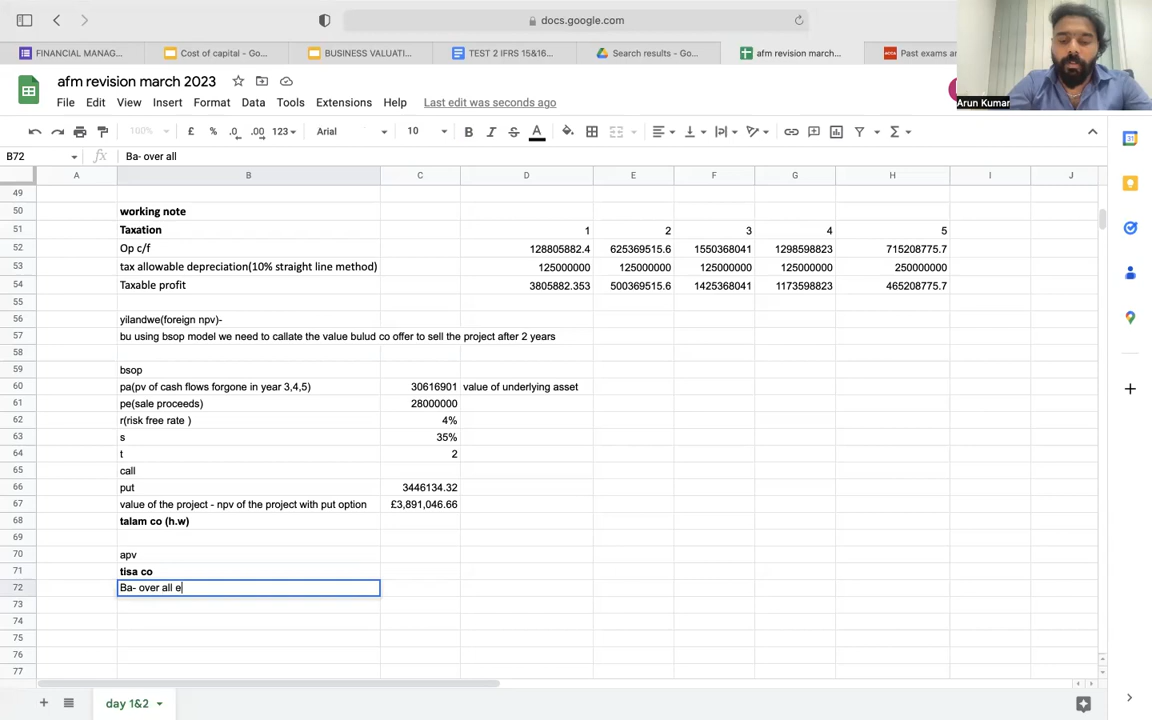 docs.google.com
FINANCIAL MANAG...
Cost of capital - Go...
BUSINESS VALUATI...
TEST 2 IFRS 15&16...
Search results - Go...
afm revision march...
ACCA Past exams an
afm revision march 2023
File Edit View Insert Format Data Tools Extensions Help Last edit was seconds ago
Arun Kumar
100% £ % .0 .00 123 Arial 10 B I S A Σ
B72 fx Ba- over all
A B C D E F G H I J
49
50 working note
51 Taxation 1 2 3 4 5
52 Op c/f 128805882.4 625369515.6 1550368041 1298598823 715208775.7
53 tax allowable depreciation(10% straight line method) 125000000 125000000 125000000 125000000 250000000
54 Taxable profit 3805882.353 500369515.6 1425368041 1173598823 465208775.7
55
56 yilandwe(foreign npv)-
57 bu using bsop model we need to callate the value bulud co offer to sell the project after 2 years
58
59 bsop
60 pa(pv of cash flows forgone in year 3,4,5) 30616901 value of underlying asset
61 pe(sale proceeds) 28000000
62 r(risk free rate ) 4%
63 s 35%
64 t 2
65 call
66 put 3446134.32
67 value of the project - npv of the project with put option £3,891,046.66
68 talam co (h.w)
69
70 apv
71 tisa co
72 Ba- over all e
73
74
75
76
77
day 1&2